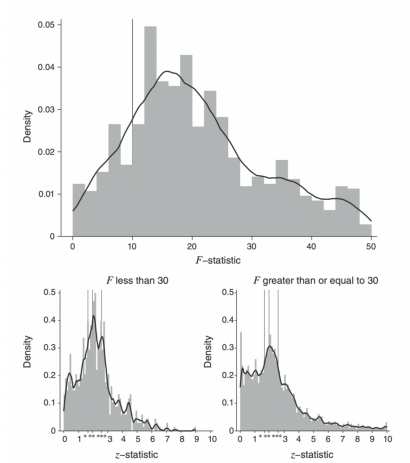 0.05
0.04
0.03
0.02
0.01
0
Density
0 10 20 30 40 50
F–statistic
F less than 30
0.5
0.4
0.3
0.2
0.1
0
Density
0 1 * ** *** 3 4 5 6 7 8 9 10
z–statistic
F greater than or equal to 30
0.5
0.4
0.3
0.2
0.1
0
Density
1 * ** *** 3 4 5 6 7 8 9 10
z–statistic